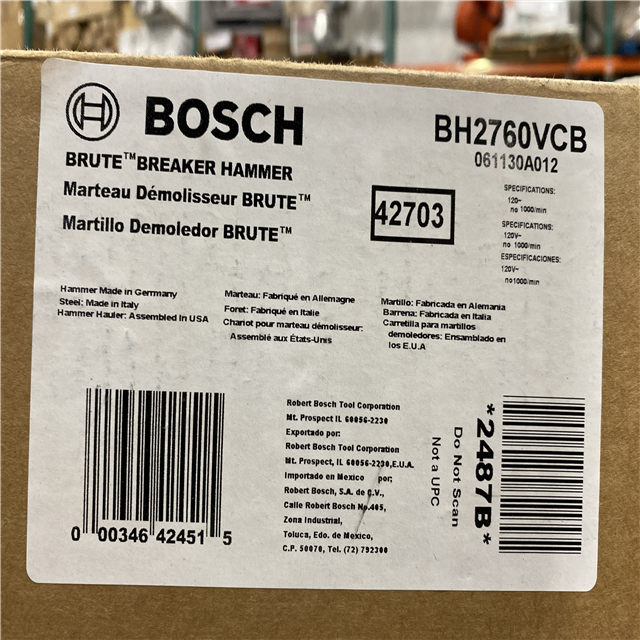 BOSCH
BH2760VCB
061130A012
BRUTE™BREAKER HAMMER
Marteau Démolisseur BRUTE™
Martillo Demoledor BRUTE™
42703
SPECIFICATIONS:
120~
no 1000/min
SPECIFICATIONS:
120V~
no 1000/min
ESPECIFICACIONES:
120V~
no1000/min
Hammer Made in Germany
Steel: Made in Italy
Hammer Hauler: Assembled In USA
Marteau: Fabriqué en Allemagne
Foret: Fabriqué en Italie
Chariot pour marteau démolisseur:
Assemblé aux États-Unis
Martillo: Fabricada en Alemania
Barrena: Fabricada en Italia
Carretilla para martillos
demoledores: Ensamblado en
los E.U.A
0 00346 42451 5
Robert Bosch Tool Corporation
Mt. Prospect IL 60056-2230
Exportado por:
Robert Bosch Tool Corporation
Mt. Prospect, IL 60056-2230,E.U.A.
Importado en Mexico por;
Robert Bosch, S.A. de C.V.,
Calle Robert Bosch No.405,
Zona Industrial,
Toluca, Edo. de Mexico,
C.P. 50070, Tel. (72) 792300
Not a UPC
Do Not Scan
*2487B*